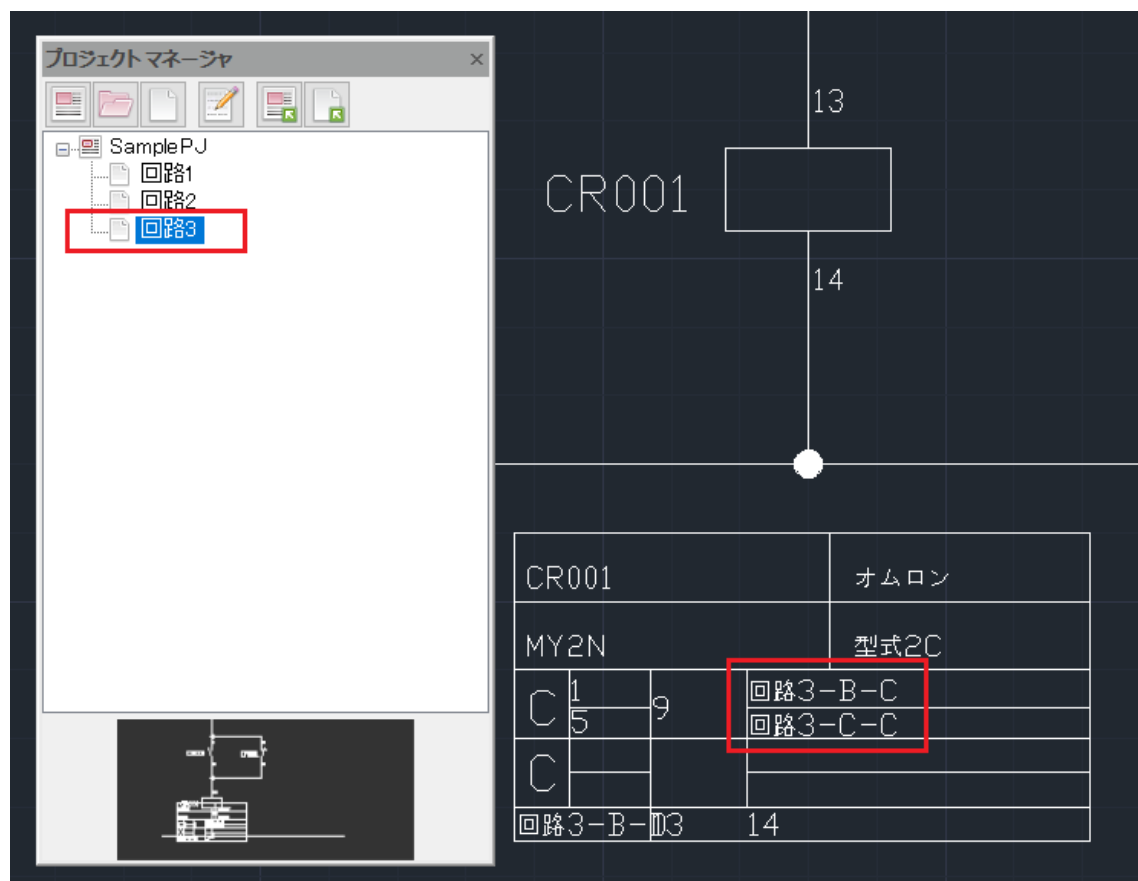 プロジェクト マネージャ
SamplePJ
回路1
回路2
回路3
13
CR001
14
CR001 オムロン
MY2N 型式2C
C 1 9 回路3-B-C
5 回路3-C-C
C
回路3-B-D 3 14